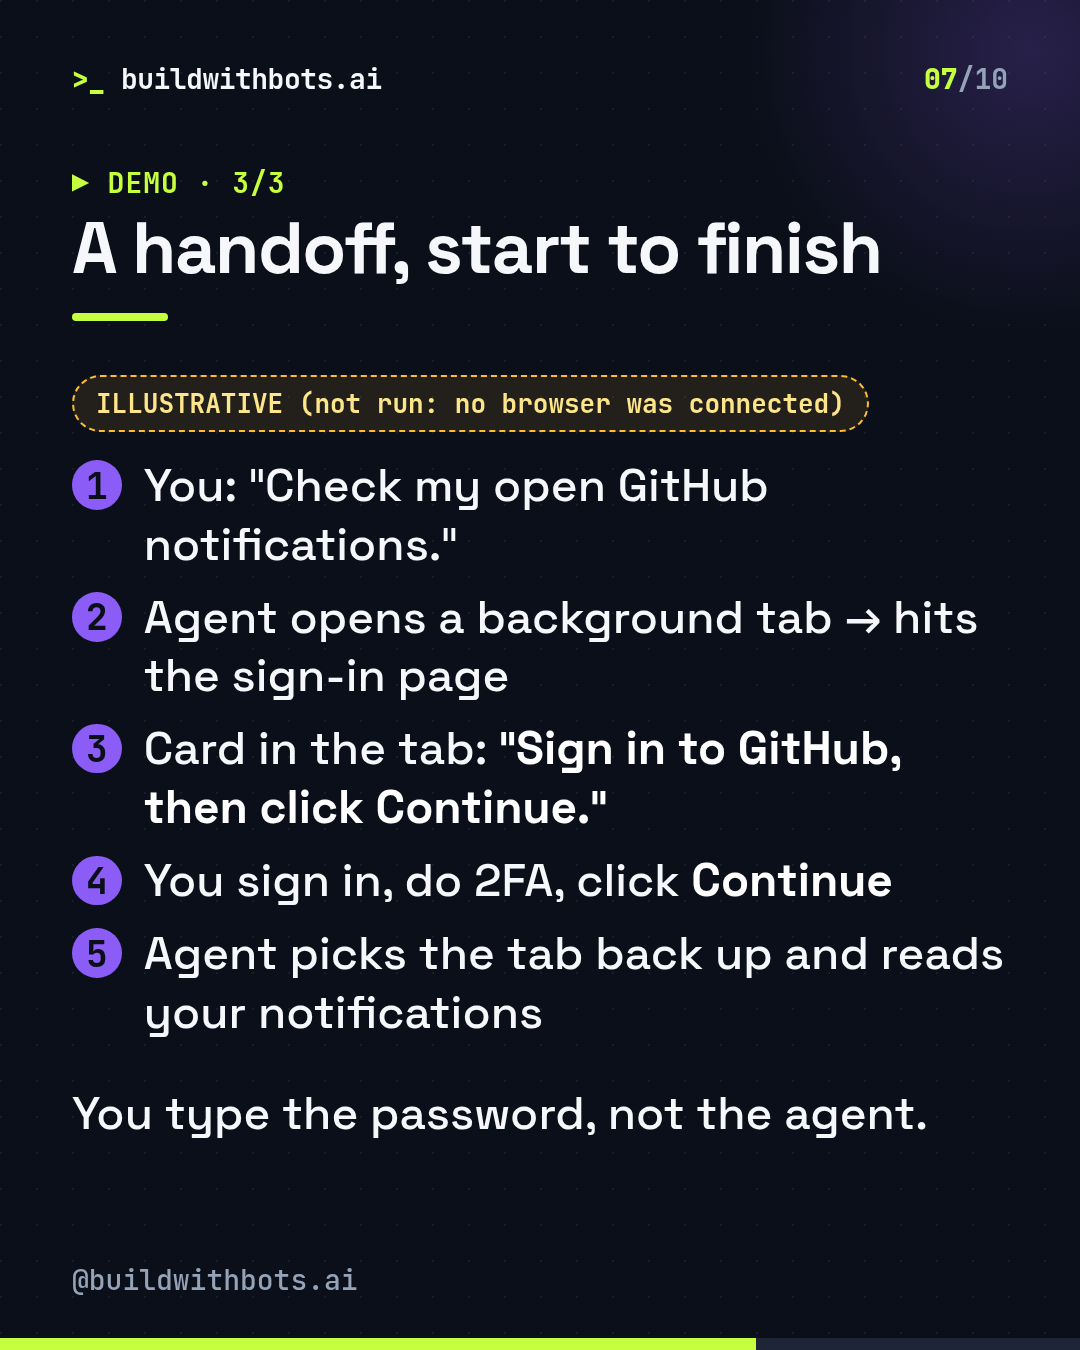 >_ buildwithbots.ai
07/10
▶ DEMO · 3/3
A handoff, start to finish
ILLUSTRATIVE (not run: no browser was connected)
1 You: "Check my open GitHub
notifications."
2 Agent opens a background tab → hits
the sign-in page
3 Card in the tab: "Sign in to GitHub,
then click Continue."
4 You sign in, do 2FA, click Continue
5 Agent picks the tab back up and reads
your notifications
You type the password, not the agent.
@buildwithbots.ai